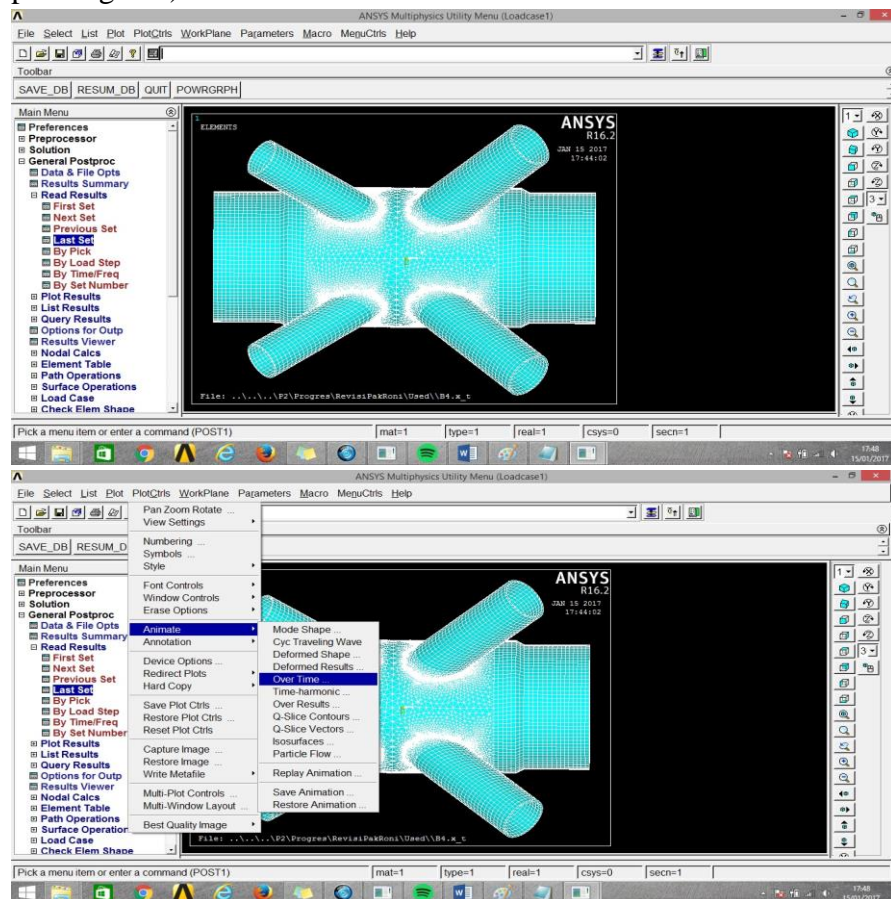 ANSYS Multiphysics Utility Menu (Loadcase1)
File Select List Plot PlotCtrls WorkPlane Parameters Macro MenuCtrls Help
Toolbar
SAVE_DB RESUM_DB QUIT POWRGRPH
Main Menu
Preferences
Preprocessor
Solution
General Postproc
Data & File Opts
Results Summary
Read Results
First Set
Next Set
Previous Set
Last Set
By Pick
By Load Step
By Time/Freq
By Set Number
Plot Results
List Results
Query Results
Options for Outp
Results Viewer
Nodal Calcs
Element Table
Path Operations
Surface Operations
Load Case
Check Elem Shape
1
ELEMENTS
ANSYS
R16.2
JAN 15 2017
17:44:02
File: ..\..\..\P2\Progres\RevisiPakRoni\Used\\B4.x_t
1
3
Pick a menu item or enter a command (POST1)
mat=1 type=1 real=1 csys=0 secn=1
17:48
15/01/2017
ANSYS Multiphysics Utility Menu (Loadcase1)
File Select List Plot PlotCtrls WorkPlane Parameters Macro MenuCtrls Help
Toolbar
SAVE_DB RESUM_D
Main Menu
Preferences
Preprocessor
Solution
General Postproc
Data & File Opts
Results Summary
Read Results
First Set
Next Set
Previous Set
Last Set
By Pick
By Load Step
By Time/Freq
By Set Number
Plot Results
List Results
Query Results
Options for Outp
Results Viewer
Nodal Calcs
Element Table
Path Operations
Surface Operation
Load Case
Check Elem Shape
Pan Zoom Rotate ...
View Settings
Numbering ...
Symbols ...
Style
Font Controls
Window Controls
Erase Options
Animate
Annotation
Device Options ...
Redirect Plots
Hard Copy
Save Plot Ctrls ...
Restore Plot Ctrls ...
Reset Plot Ctrls
Capture Image ...
Restore Image ...
Write Metafile
Multi-Plot Controls ...
Multi-Window Layout ...
Best Quality Image
Mode Shape ...
Cyc Traveling Wave
Deformed Shape ...
Deformed Results ...
Over Time ...
Time-harmonic ...
Over Results ...
Q-Slice Contours ...
Q-Slice Vectors ...
Isosurfaces ...
Particle Flow ...
Replay Animation ...
Save Animation ...
Restore Animation ...
ANSYS
R16.2
JAN 15 2017
17:44:02
File: ..\..\..\P2\Progres\RevisiPakRoni\Used\\B4.x_t
1
3
Pick a menu item or enter a command (POST1)
mat=1 type=1 real=1 csys=0 secn=1
17:48
15/01/2017